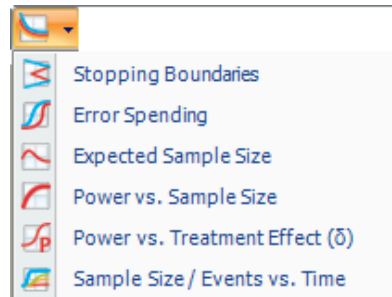 Stopping Boundaries
Error Spending
Expected Sample Size
Power vs. Sample Size
Power vs. Treatment Effect (δ)
Sample Size / Events vs. Time